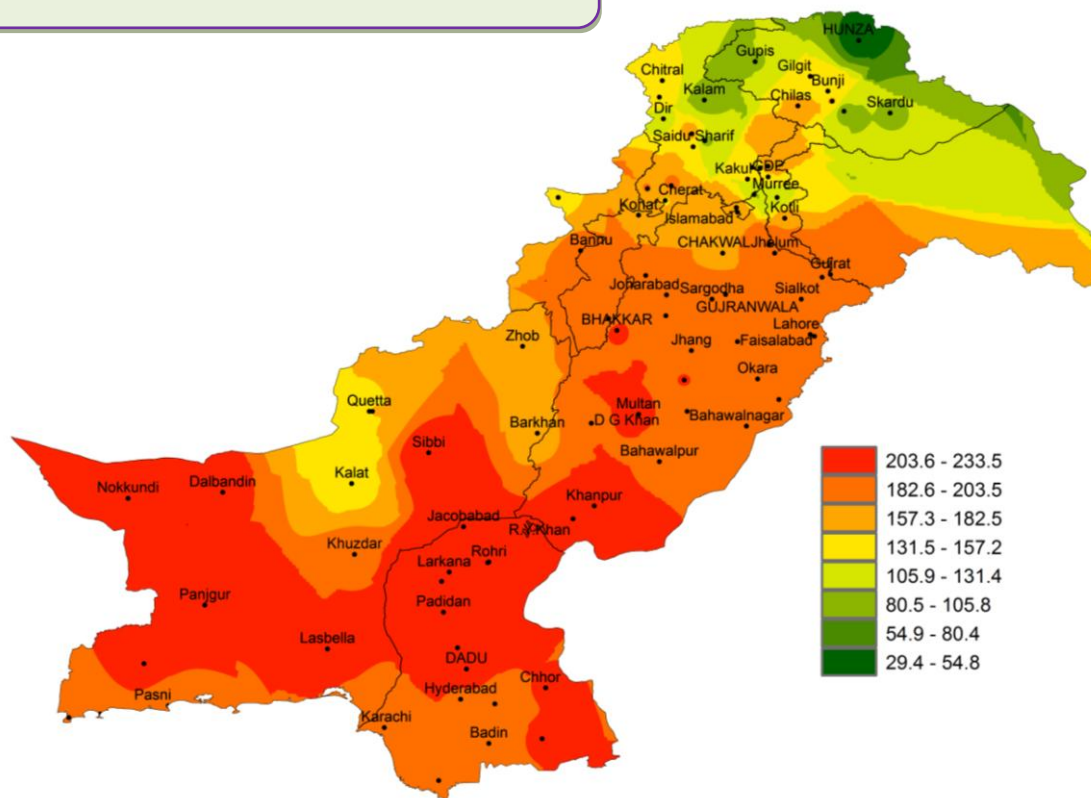 HUNZA
Gupis
Gilgit
Chitral
Bunji
Kalam
Chilas
Skardu
Dir
Saidu Sharif
Kakul
GDP
Murree
Cherat
Kohat
Kotli
Islamabad
Bannu
CHAKWAL
Jhelum
Gujrat
Joharabad
Sargodha
Sialkot
GUJRANWALA
BHAKKAR
Lahore
Zhob
Jhang
Faisalabad
Okara
Quetta
Multan
D G Khan
Bahawalnagar
Barkhan
Sibbi
Bahawalpur
203.6 - 233.5
Kalat
Nokkundi
Dalbandin
182.6 - 203.5
Khanpur
157.3 - 182.5
Jacobabad
R.Y.Khan
131.5 - 157.2
Khuzdar
Rohri
Larkana
105.9 - 131.4
Panjgur
Padidan
80.5 - 105.8
54.9 - 80.4
Lasbella
DADU
29.4 - 54.8
Chhor
Pasni
Hyderabad
Karachi
Badin